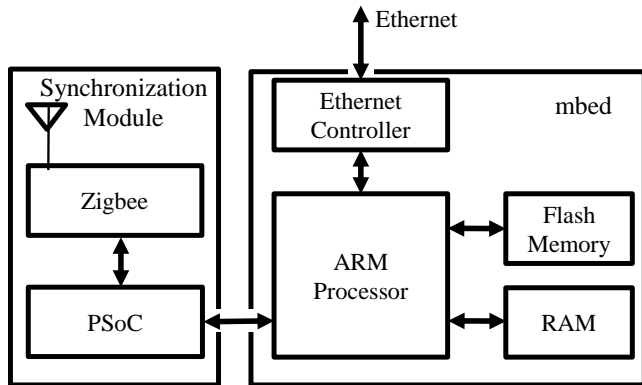 Ethernet
Synchronization
Module
Zigbee
PSoC
Ethernet
Controller
mbed
ARM
Processor
Flash
Memory
RAM